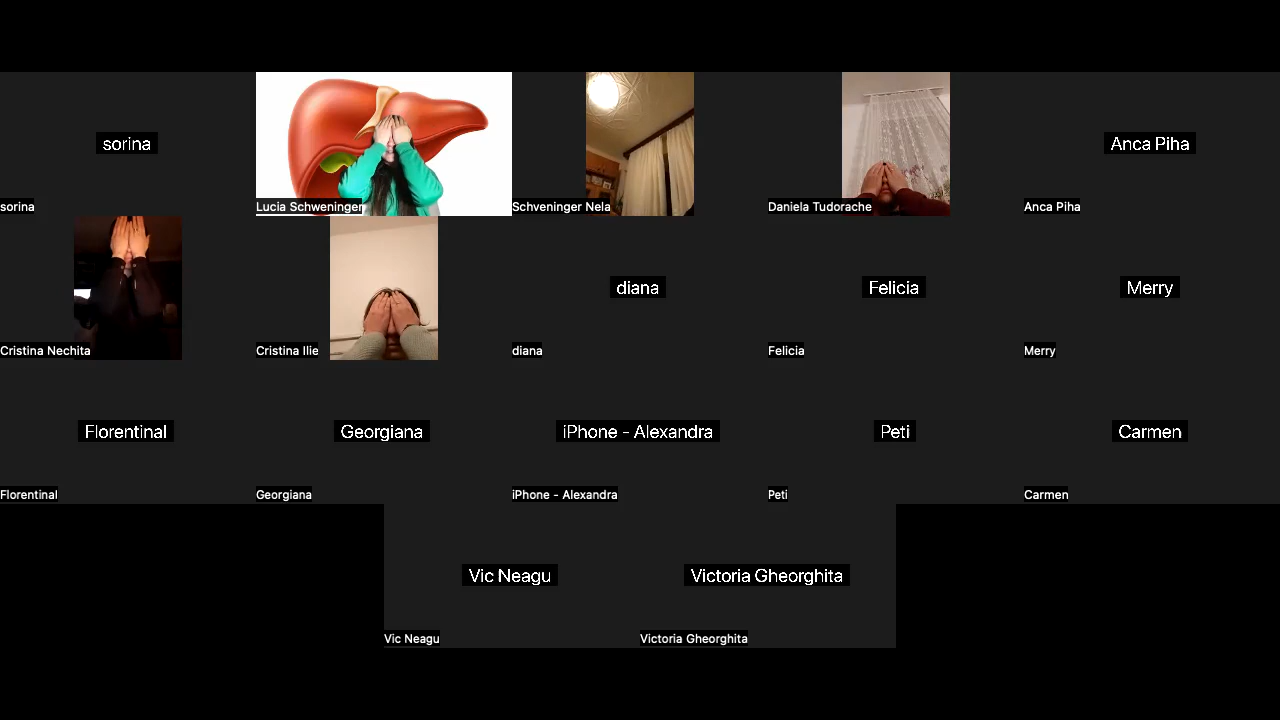 sorina
Anca Piha
sorina
Lucia Schweninger
Schveninger Nela
Daniela Tudorache
Anca Piha
diana
Felicia
Merry
Cristina Nechita
Cristina Ilie
diana
Felicia
Merry
Florentinal
Georgiana
iPhone - Alexandra
Peti
Carmen
Florentinal
Georgiana
iPhone - Alexandra
Peti
Carmen
Vic Neagu
Victoria Gheorghita
Vic Neagu
Victoria Gheorghita